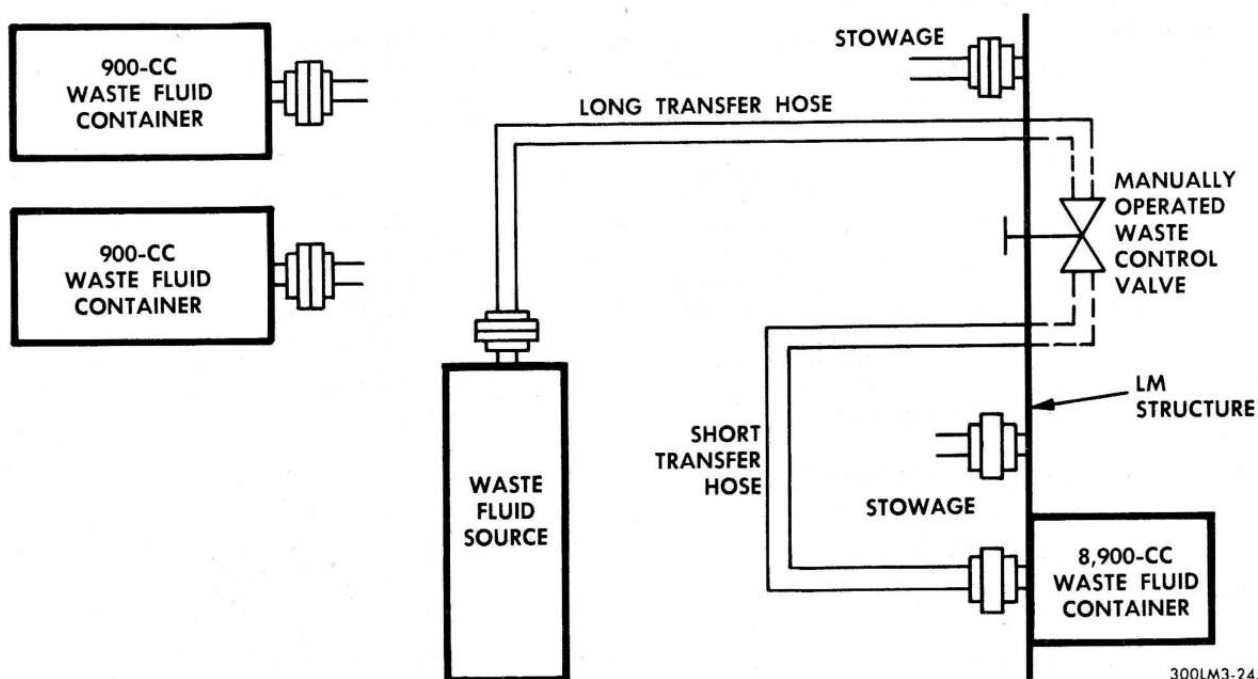 900-CC
WASTE FLUID
CONTAINER
STOWAGE
LONG TRANSFER HOSE
MANUALLY
OPERATED
WASTE
CONTROL
VALVE
900-CC
WASTE FLUID
CONTAINER
LM
STRUCTURE
SHORT
TRANSFER
HOSE
WASTE
FLUID
SOURCE
STOWAGE
8,900-CC
WASTE FLUID
CONTAINER
300LM3-24